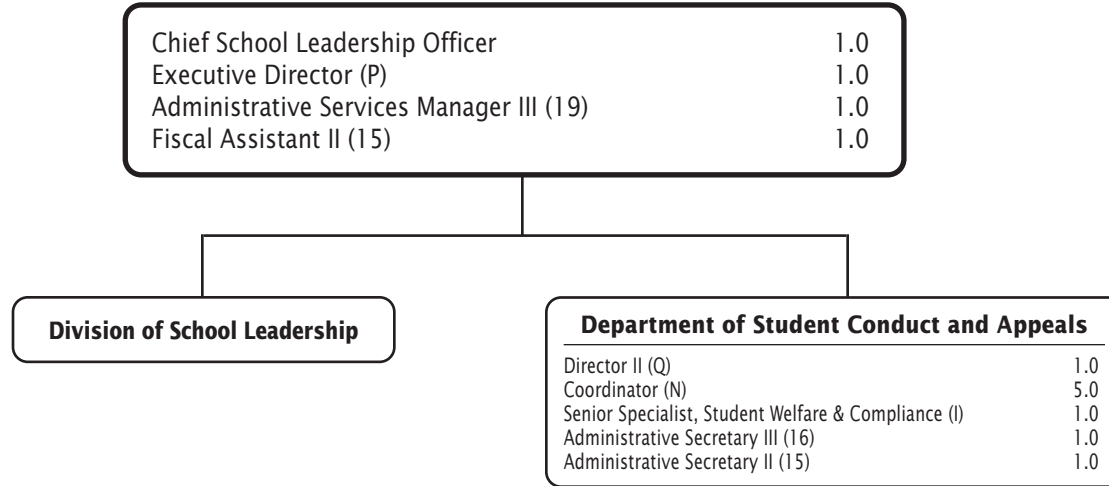 Chief School Leadership Officer 1.0
Executive Director (P) 1.0
Administrative Services Manager III (19) 1.0
Fiscal Assistant II (15) 1.0
Division of School Leadership
Department of Student Conduct and Appeals
Director II (Q) 1.0
Coordinator (N) 5.0
Senior Specialist, Student Welfare & Compliance (I) 1.0
Administrative Secretary III (16) 1.0
Administrative Secretary II (15) 1.0